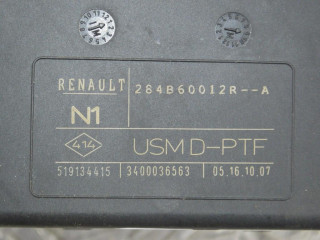 RENAULT 284B60012R--A
N1
414 USM D-PTF
519134415 3400036563 05.16.10.07